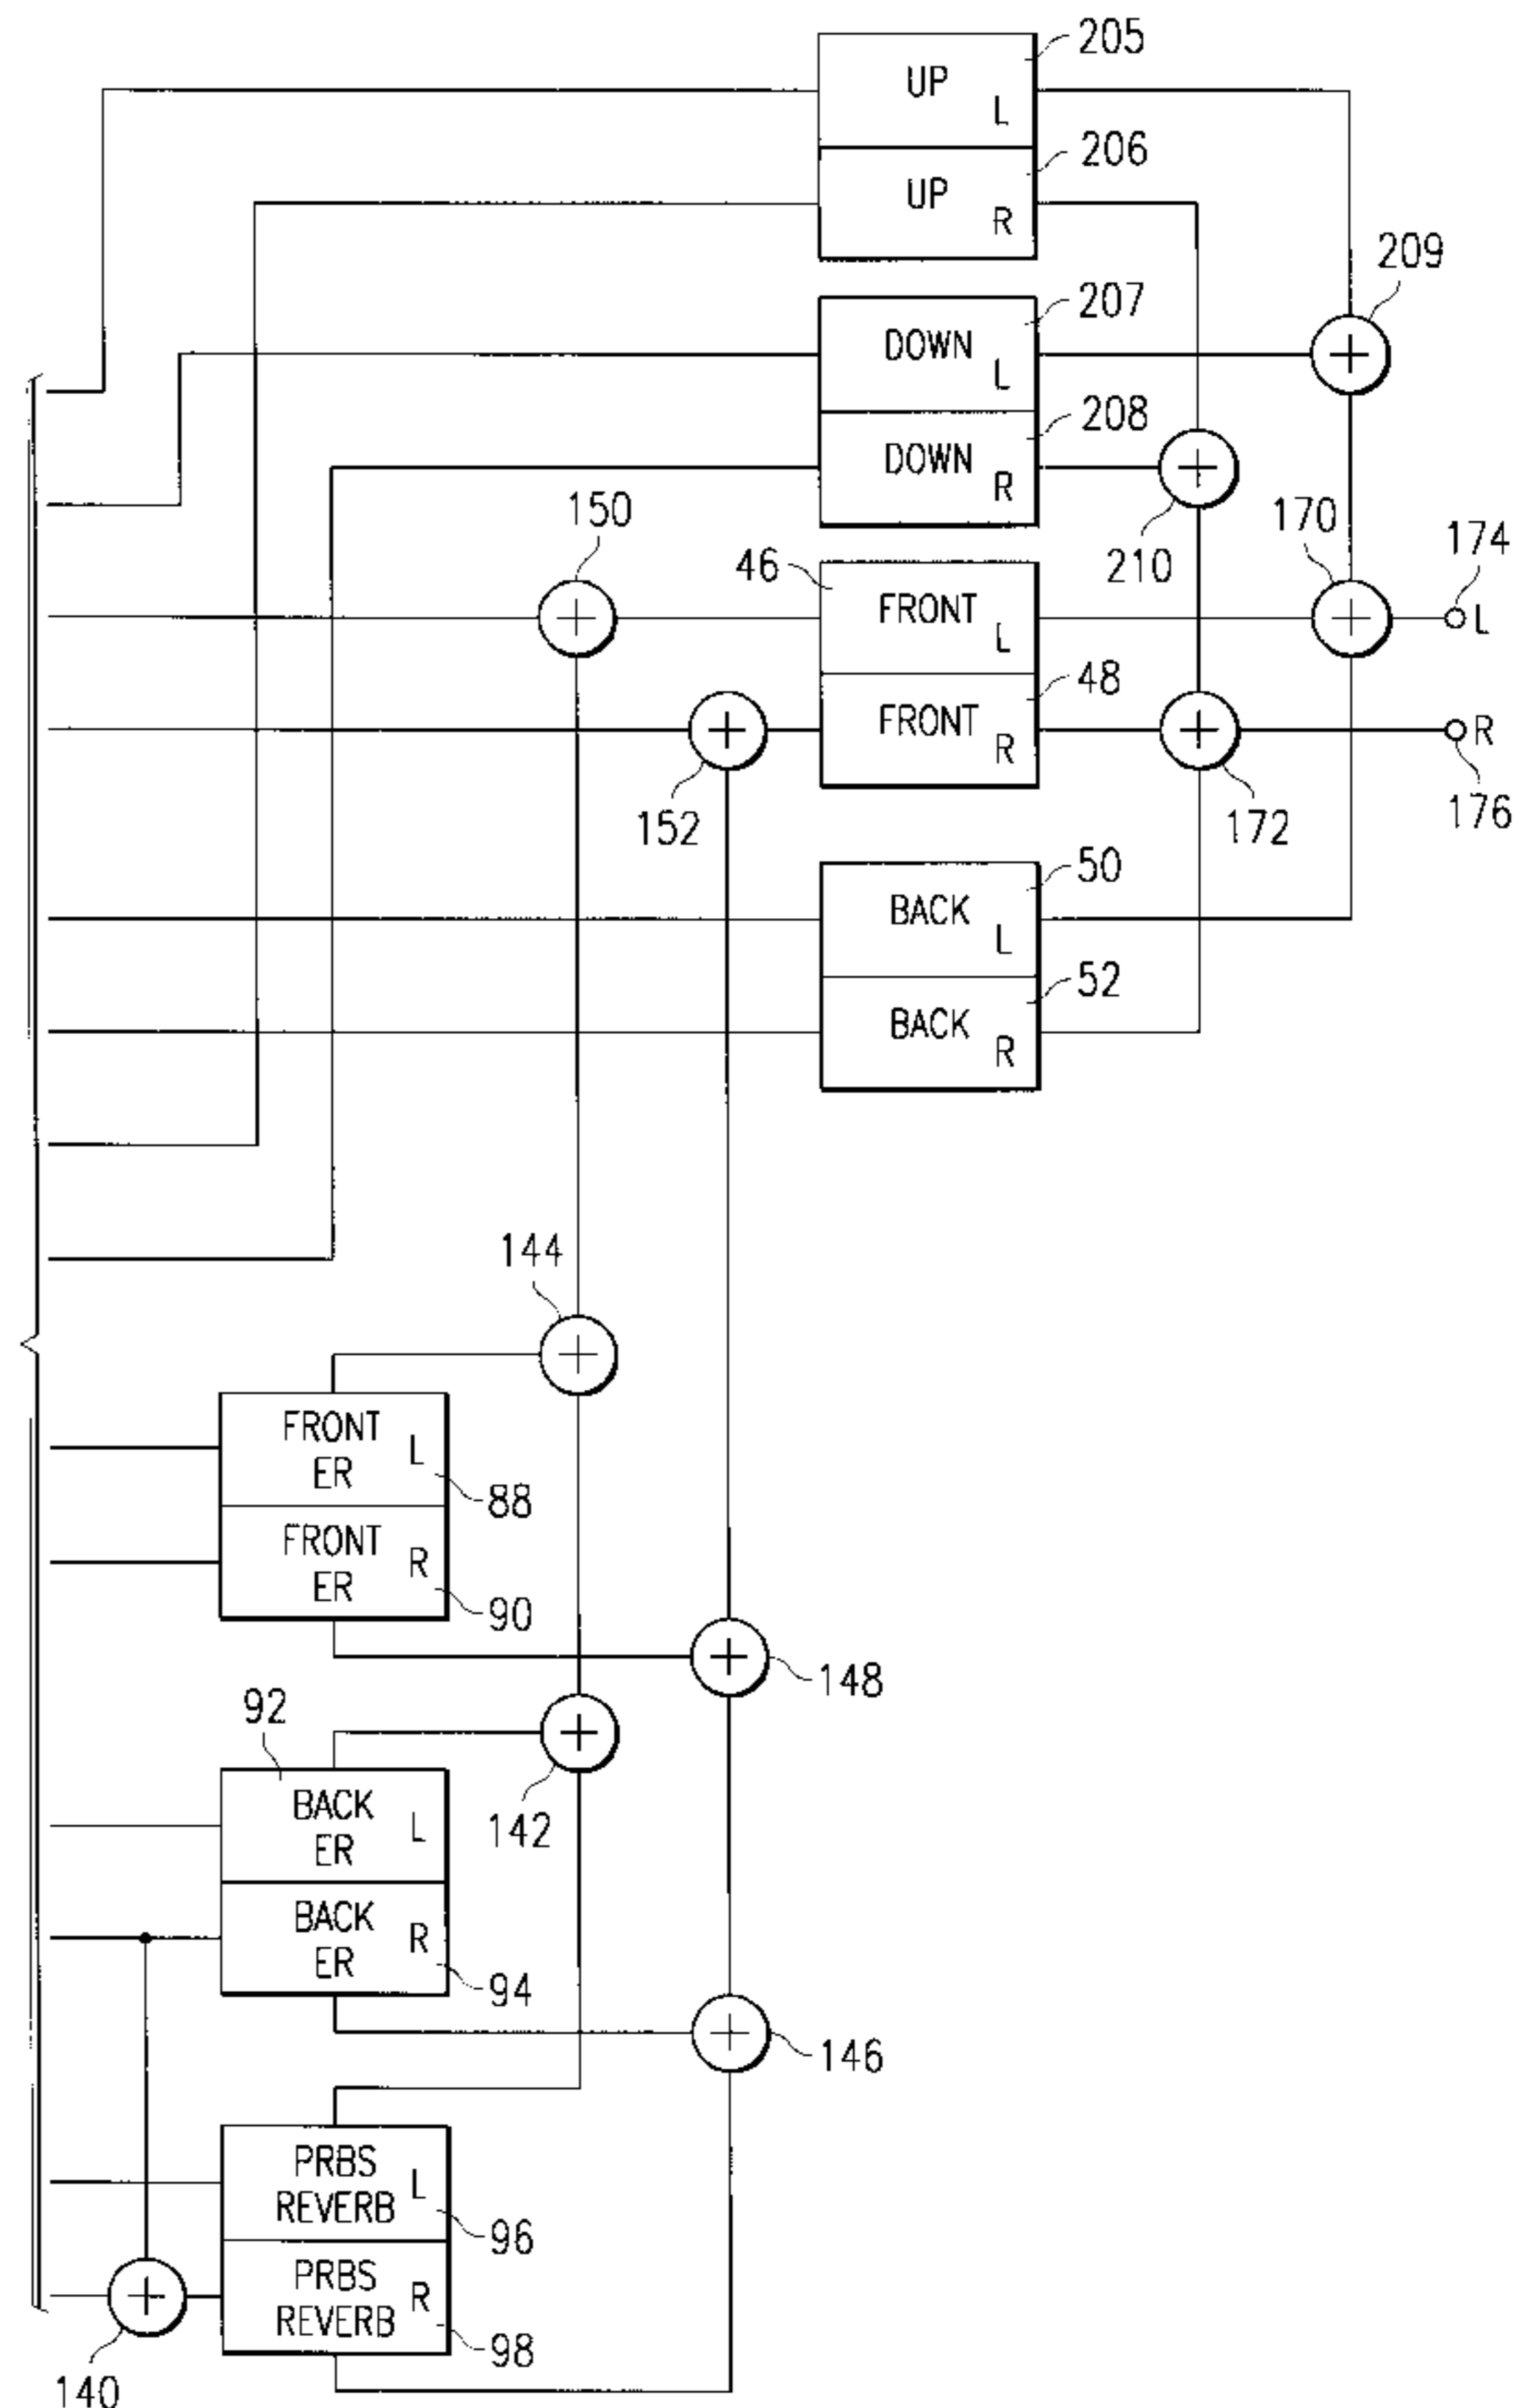 205
UP
L
206
UP
R
209
207
DOWN
L
208
DOWN
R
150
210
170
174
46
FRONT
L
L
48
FRONT
R
R
152
172
176
50
BACK
L
52
BACK
R
144
FRONT
ER
L
88
FRONT
ER
R
90
148
92
BACK
ER
L
142
BACK
ER
R
94
146
PRBS
REVERB
L
96
PRBS
REVERB
R
98
140